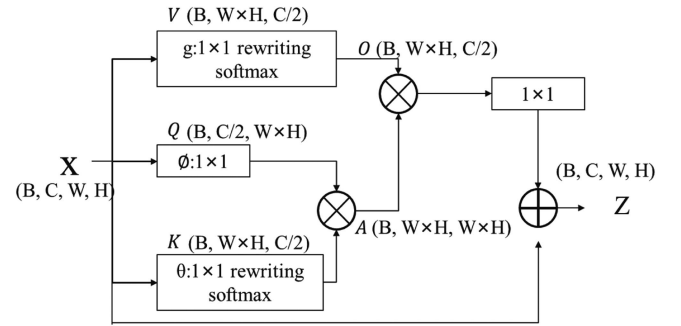 V (B, W×H, C/2)
g:1×1 rewriting
softmax
O (B, W×H, C/2)
1×1
Q (B, C/2, W×H)
Ø:1×1
X
(B, C, W, H)
(B, C, W, H)
Z
A (B, W×H, W×H)
K (B, W×H, C/2)
θ:1×1 rewriting
softmax